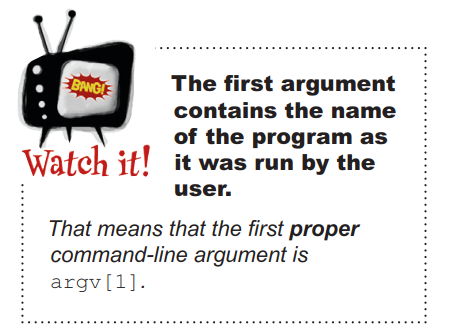 BANG!
Watch it!
The first argument
contains the name
of the program as
it was run by the
user.
That means that the first proper
command-line argument is
argv[1].